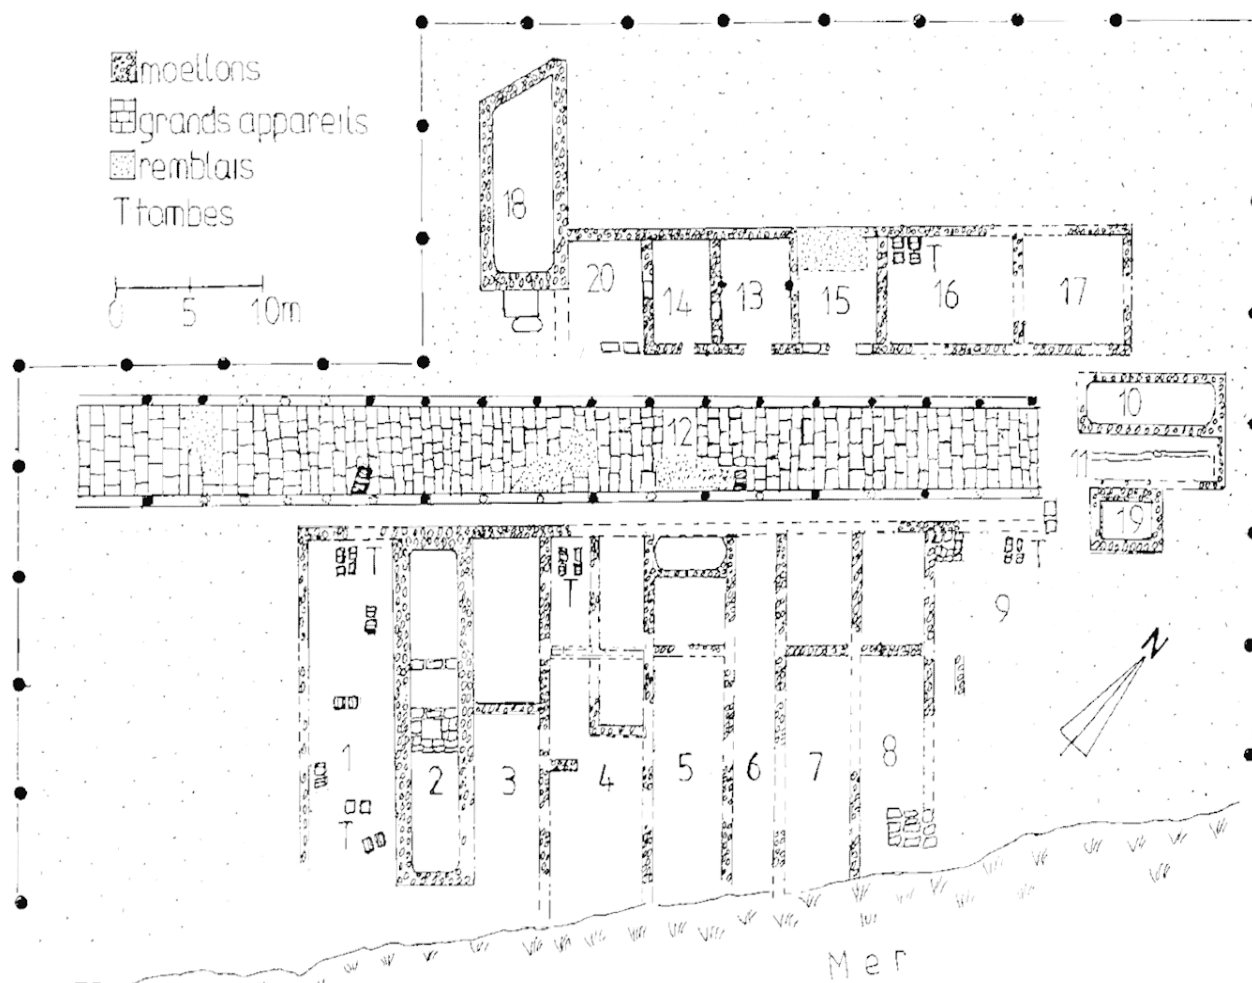 moellons
grands appareils
remblais
T tombes
0 5 10m
18
20 14 13 15 16 17
T
10
12
11
19
T T T
9
1 2 3 4 5 6 7 8
T
N
Mer